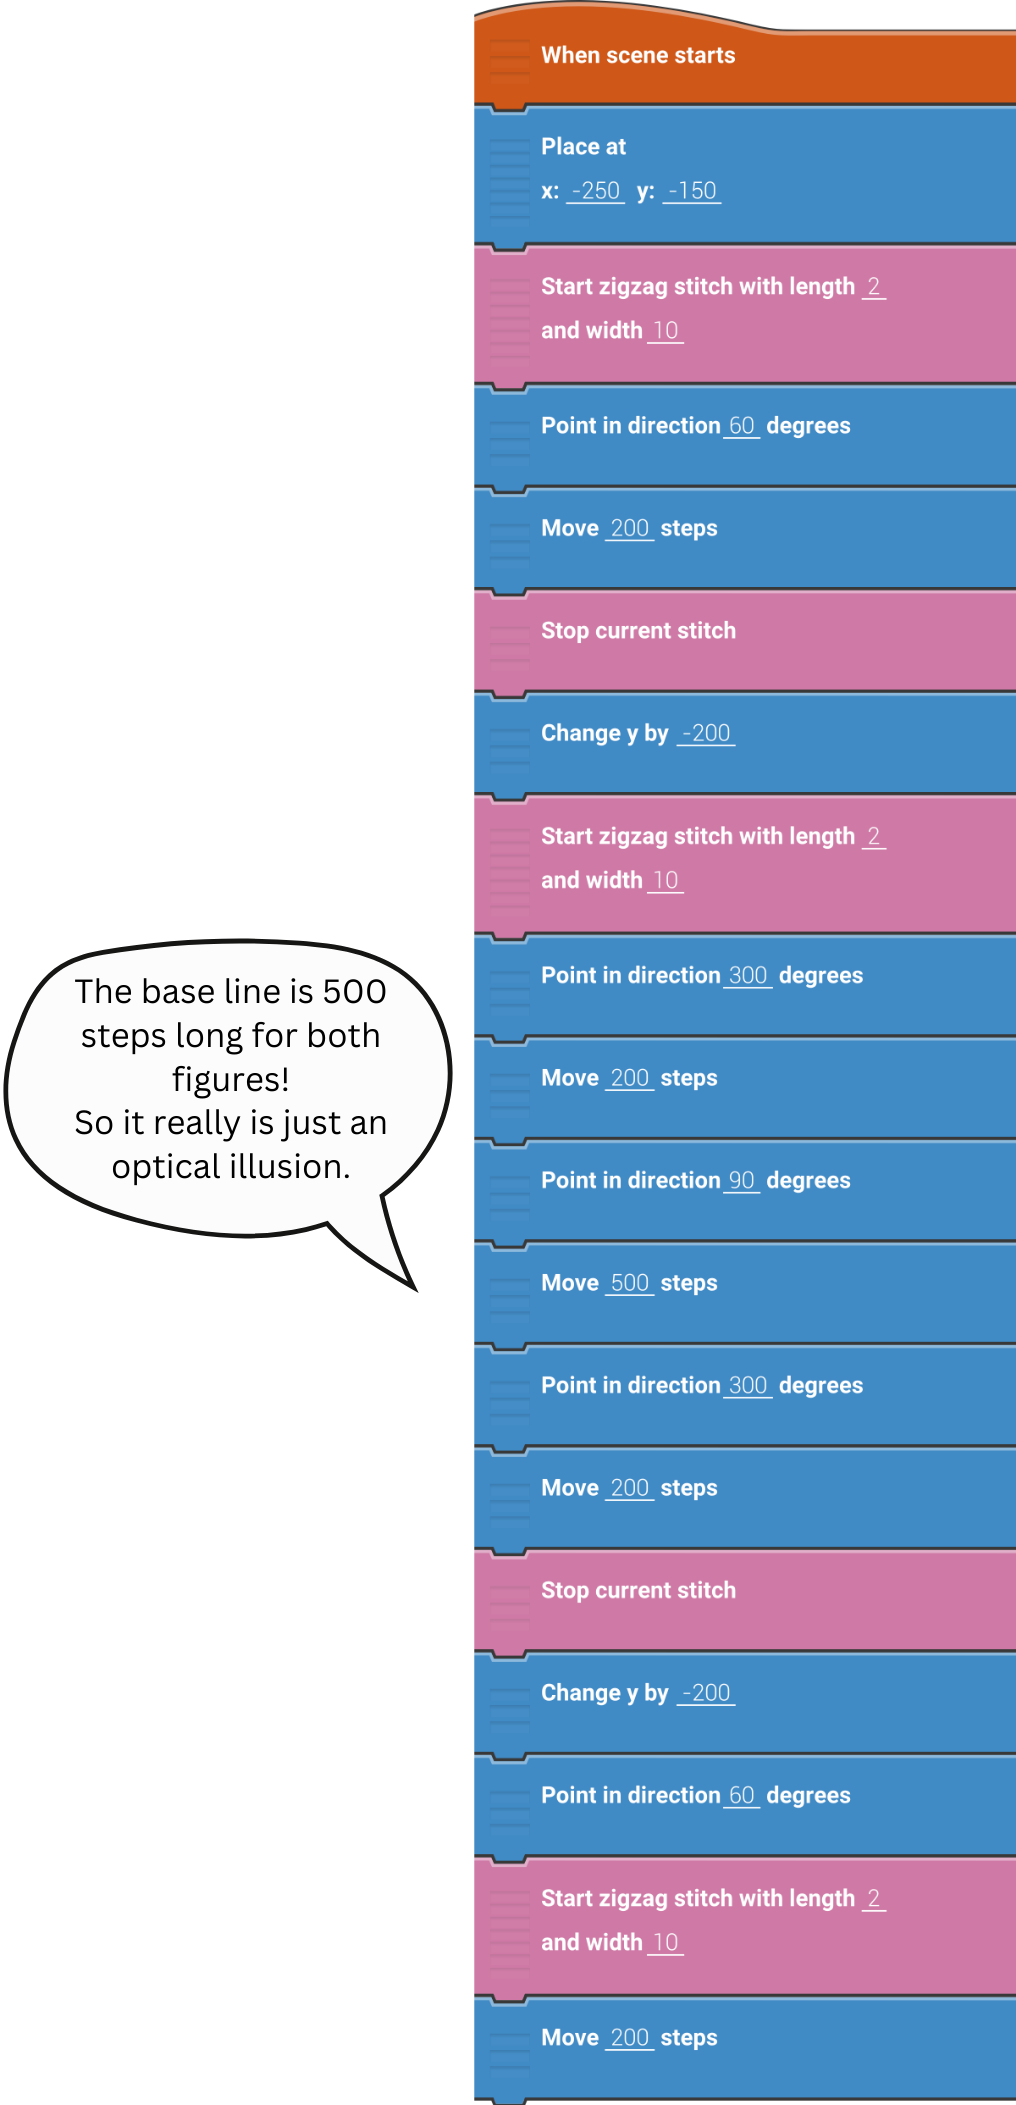 When scene starts
Place at
x: -250 y: -150
Start zigzag stitch with length 2
and width 10
Point in direction 60 degrees
Move 200 steps
Stop current stitch
Change y by -200
Start zigzag stitch with length 2
and width 10
Point in direction 300 degrees
Move 200 steps
Point in direction 90 degrees
Move 500 steps
Point in direction 300 degrees
Move 200 steps
Stop current stitch
Change y by -200
Point in direction 60 degrees
Start zigzag stitch with length 2
and width 10
Move 200 steps
The base line is 500
steps long for both
figures!
So it really is just an
optical illusion.